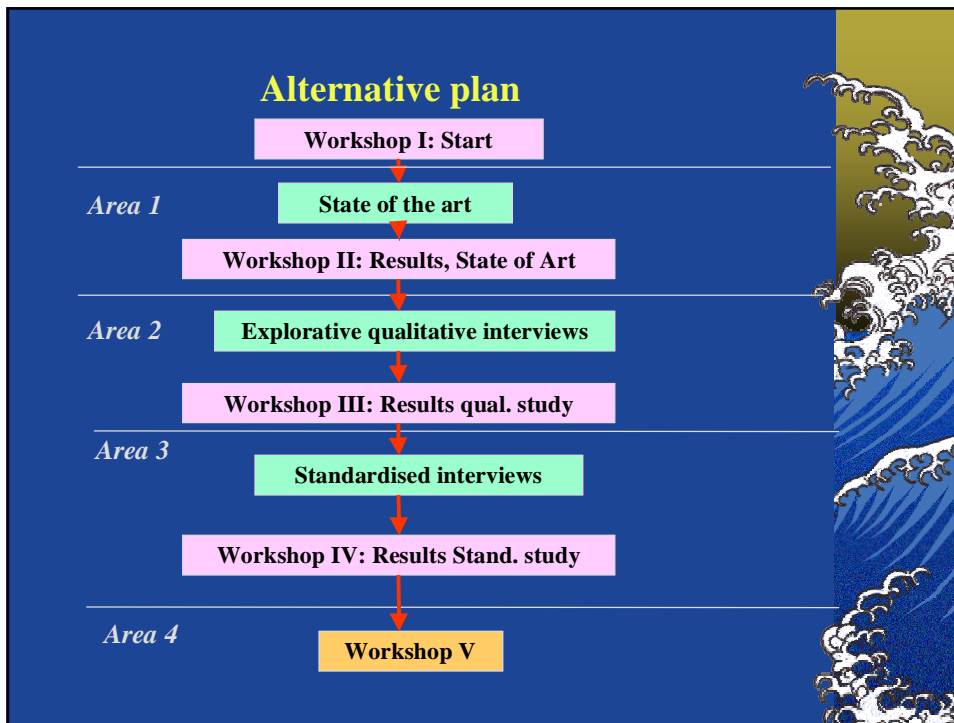 Alternative plan
Workshop I: Start
Area 1
State of the art
Workshop II: Results, State of Art
Area 2
Explorative qualitative interviews
Workshop III: Results qual. study
Area 3
Standardised interviews
Workshop IV: Results Stand. study
Area 4
Workshop V